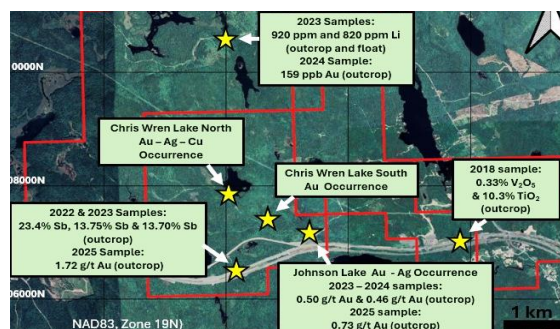 2023 Samples:
920 ppm and 820 ppm Li
(outcrop and float)
2024 Sample:
159 ppb Au (outcrop)
0000N
Chris Wren Lake North
Au – Ag – Cu
Occurrence
Chris Wren Lake South
Au Occurrence
2018 sample:
0.33% V₂O₅
& 10.3% TiO₂
(outcrop)
08000N
2022 & 2023 Samples:
23.4% Sb, 13.75% Sb & 13.70% Sb
(outcrop)
2025 Sample:
1.72 g/t Au (outcrop)
Johnson Lake Au - Ag Occurrence
2023 – 2024 samples:
0.50 g/t Au & 0.46 g/t Au (outcrop)
2025 sample:
0.73 g/t Au (outcrop)
06000N
NAD83, Zone 19N)
1 km